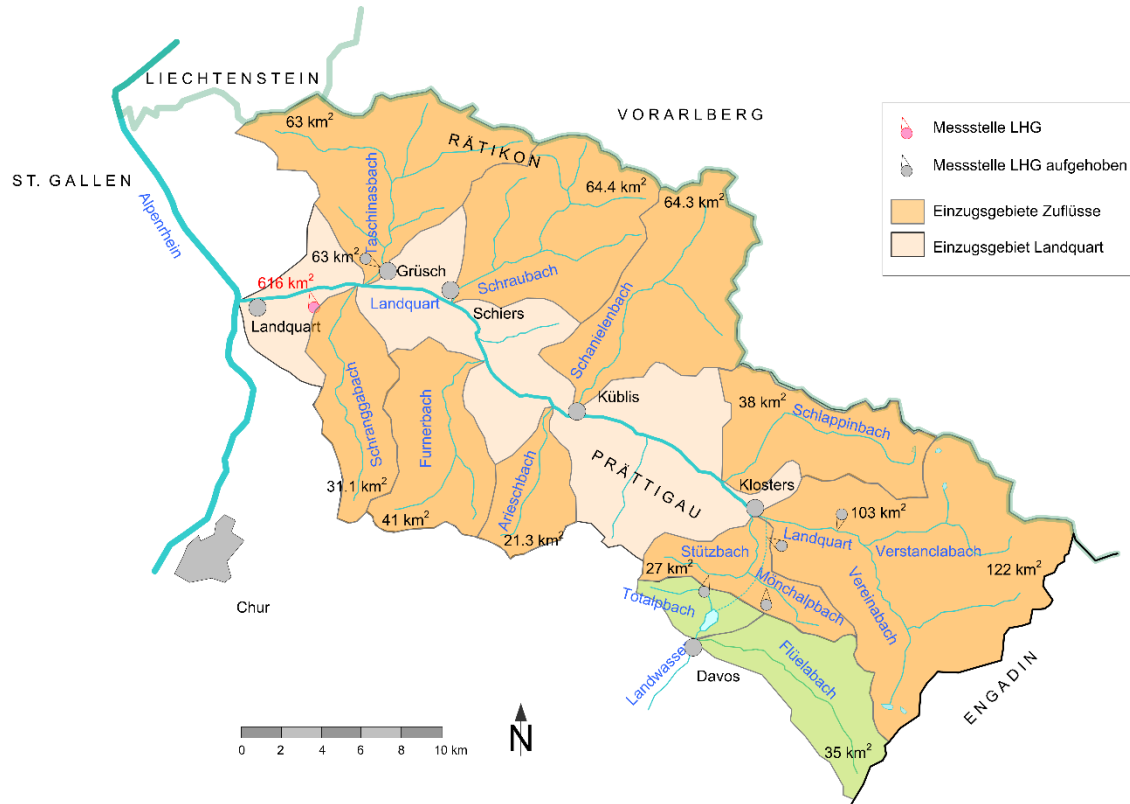 LIECHTENSTEIN
VORARLBERG
63 km²
RÄTIKON
ST. GALLEN
Alpenrhein
Taschinasbach
64.4 km²
64.3 km²
63 km²
Grüsch
616 km²
Schraubach
Landquart
Landquart
Schiers
Schanielenbach
Schranggabach
Furnerbach
Küblis
38 km²
Schlappinbach
Arieschbach
PRÄTTIGAU
Klosters
31.1 km²
41 km²
21.3 km²
103 km²
Landquart
Verstanclabach
Stützbach
27 km²
Mönchalpbach
122 km²
Totalpbach
Vereinabach
Chur
Flüelabach
Landwasser
Davos
ENGADIN
35 km²
0 2 4 6 8 10 km
N
Messstelle LHG
Messstelle LHG aufgehoben
Einzugsgebiete Zuflüsse
Einzugsgebiet Landquart